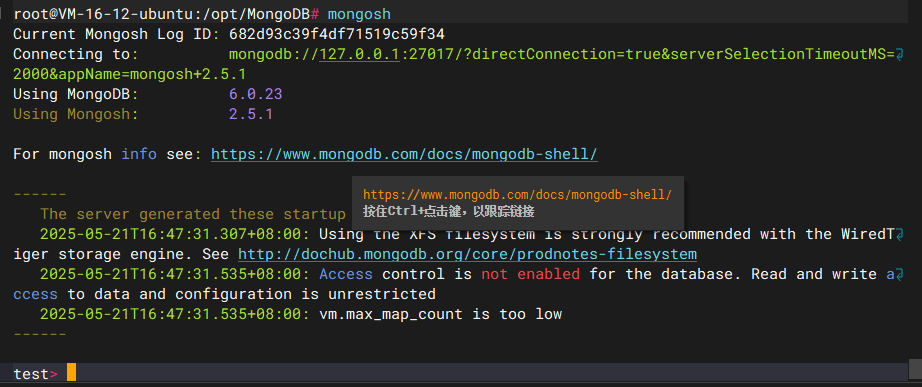 root@VM-16-12-ubuntu:/opt/MongoDB# mongosh
Current Mongosh Log ID: 682d93c39f4df71519c59f34
Connecting to:          mongodb://127.0.0.1:27017/?directConnection=true&serverSelectionTimeoutMS=
2000&appName=mongosh+2.5.1
Using MongoDB:          6.0.23
Using Mongosh:          2.5.1
For mongosh info see: https://www.mongodb.com/docs/mongodb-shell/
------
https://www.mongodb.com/docs/mongodb-shell/
按住Ctrl+点击键，以跟踪链接
   The server generated these startup
   2025-05-21T16:47:31.307+08:00: Using the XFS filesystem is strongly recommended with the WiredT
iger storage engine. See http://dochub.mongodb.org/core/prodnotes-filesystem
   2025-05-21T16:47:31.535+08:00: Access control is not enabled for the database. Read and write a
ccess to data and configuration is unrestricted
   2025-05-21T16:47:31.535+08:00: vm.max_map_count is too low
------
test>